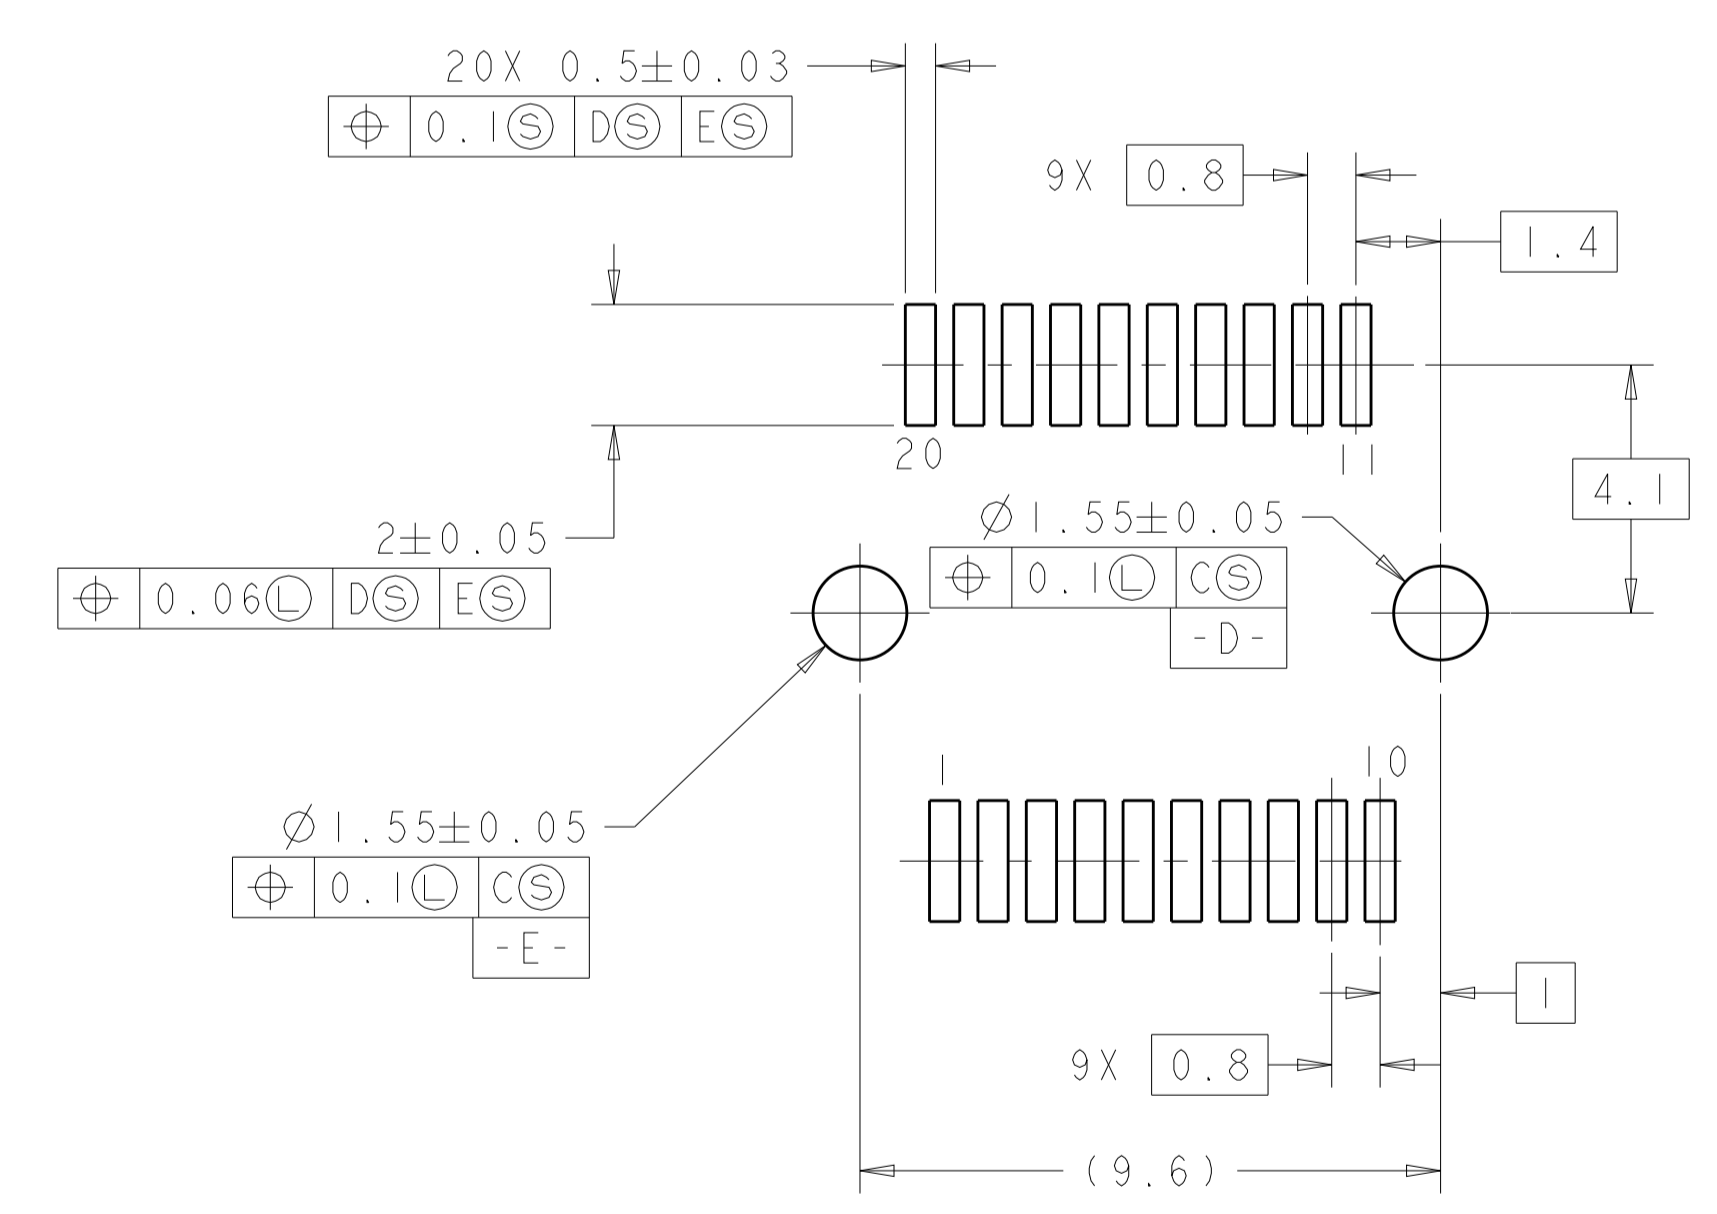 20X 0.5±0.03
⌖ 0.1Ⓢ DⓈ EⓈ
9X 0.8
1.4
20
11
4.1
Ø1.55±0.05
⌖ 0.1Ⓛ CⓈ
-D-
2±0.05
⌖ 0.06Ⓛ DⓈ EⓈ
1
10
Ø1.55±0.05
⌖ 0.1Ⓛ CⓈ
-E-
1
9X 0.8
(9.6)